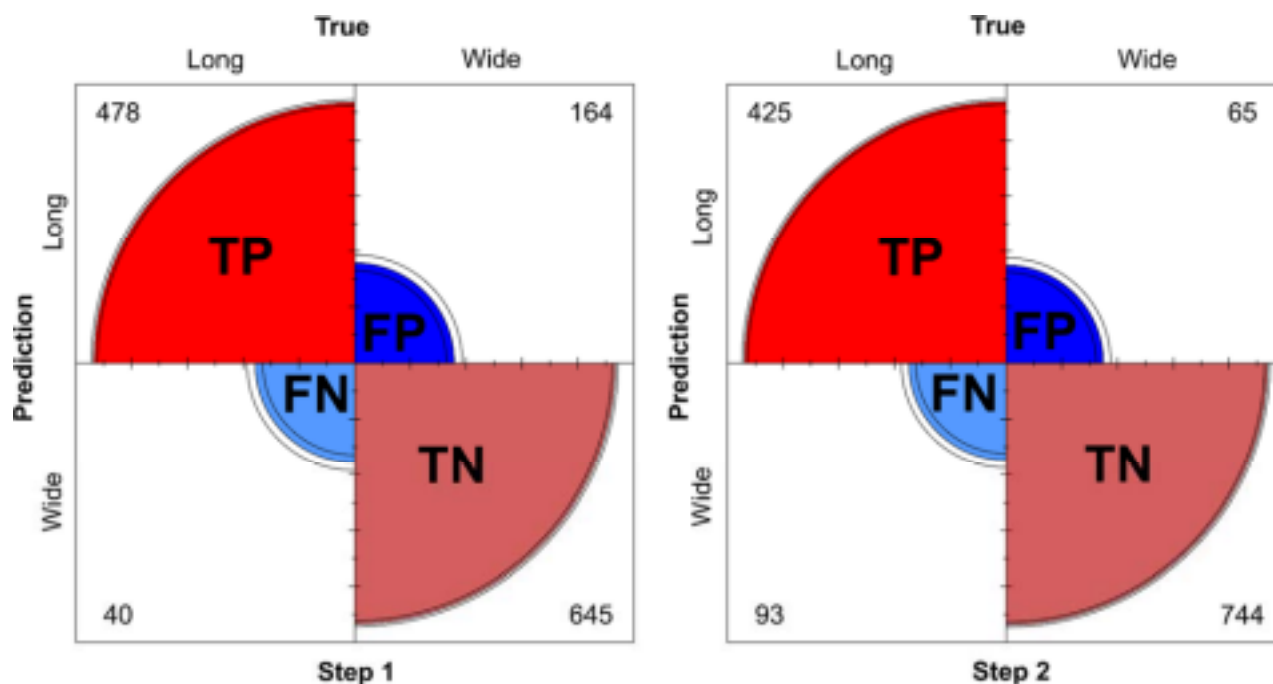 True
Long Wide
478 164
Long
TP
FP
Prediction
FN
TN
Wide
40 645
Step 1
True
Long Wide
425 65
Long
TP
FP
Prediction
FN
TN
Wide
93 744
Step 2